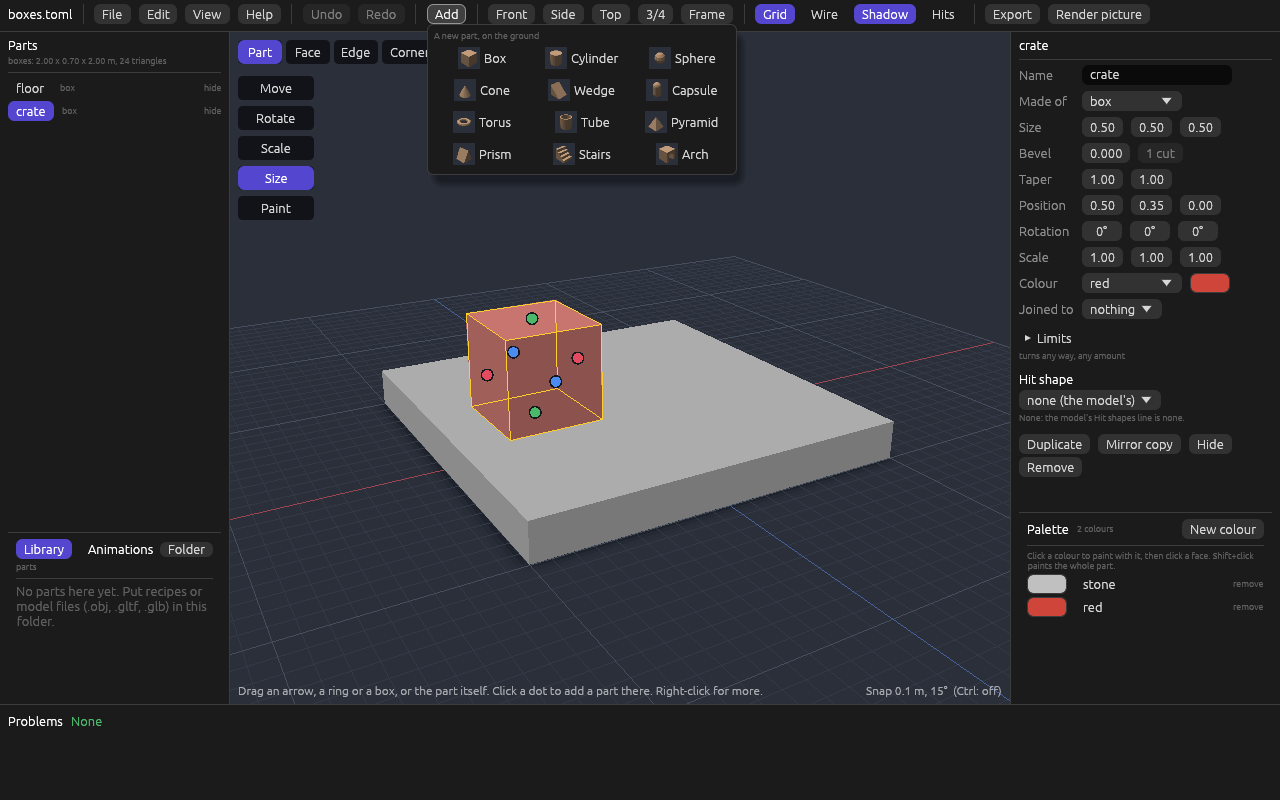 boxes.toml File Edit View Help Undo Redo Add Front Side Top 3/4 Frame Grid Wire Shadow Hits Export Render picture
Parts
boxes: 2.00 x 0.70 x 2.00 m, 24 triangles
floor box hide
crate box hide
Library Animations Folder
parts
No parts here yet. Put recipes or
model files (.obj, .gltf, .glb) in this
folder.
Part Face Edge Corner
Move
Rotate
Scale
Size
Paint
A new part, on the ground
Box Cylinder Sphere
Cone Wedge Capsule
Torus Tube Pyramid
Prism Stairs Arch
Drag an arrow, a ring or a box, or the part itself. Click a dot to add a part there. Right-click for more.
Snap 0.1 m, 15° (Ctrl: off)
crate
Name crate
Made of box
Size 0.50 0.50 0.50
Bevel 0.000 1 cut
Taper 1.00 1.00
Position 0.50 0.35 0.00
Rotation 0° 0° 0°
Scale 1.00 1.00 1.00
Colour red
Joined to nothing
Limits
turns any way, any amount
Hit shape
none (the model's)
None: the model's Hit shapes line is none.
Duplicate Mirror copy Hide
Remove
Palette 2 colours New colour
Click a colour to paint with it, then click a face. Shift+click
paints the whole part.
stone remove
red remove
Problems None